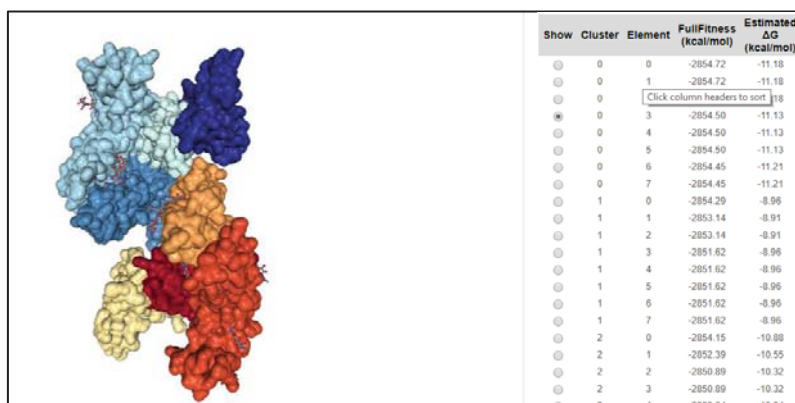 Show Cluster Element FullFitness (kcal/mol) Estimated ΔG (kcal/mol)
0 0 -2854.72 -11.18
0 1 -2854.72 -11.18
0 Click column headers to sort .18
0 3 -2854.50 -11.13
0 4 -2854.50 -11.13
0 5 -2854.50 -11.13
0 6 -2854.45 -11.21
0 7 -2854.45 -11.21
1 0 -2854.29 -8.96
1 1 -2853.14 -8.91
1 2 -2853.14 -8.91
1 3 -2851.62 -8.96
1 4 -2851.62 -8.96
1 5 -2851.62 -8.96
1 6 -2851.62 -8.96
1 7 -2851.62 -8.96
2 0 -2854.15 -10.88
2 1 -2852.39 -10.55
2 2 -2850.89 -10.32
2 3 -2850.89 -10.32